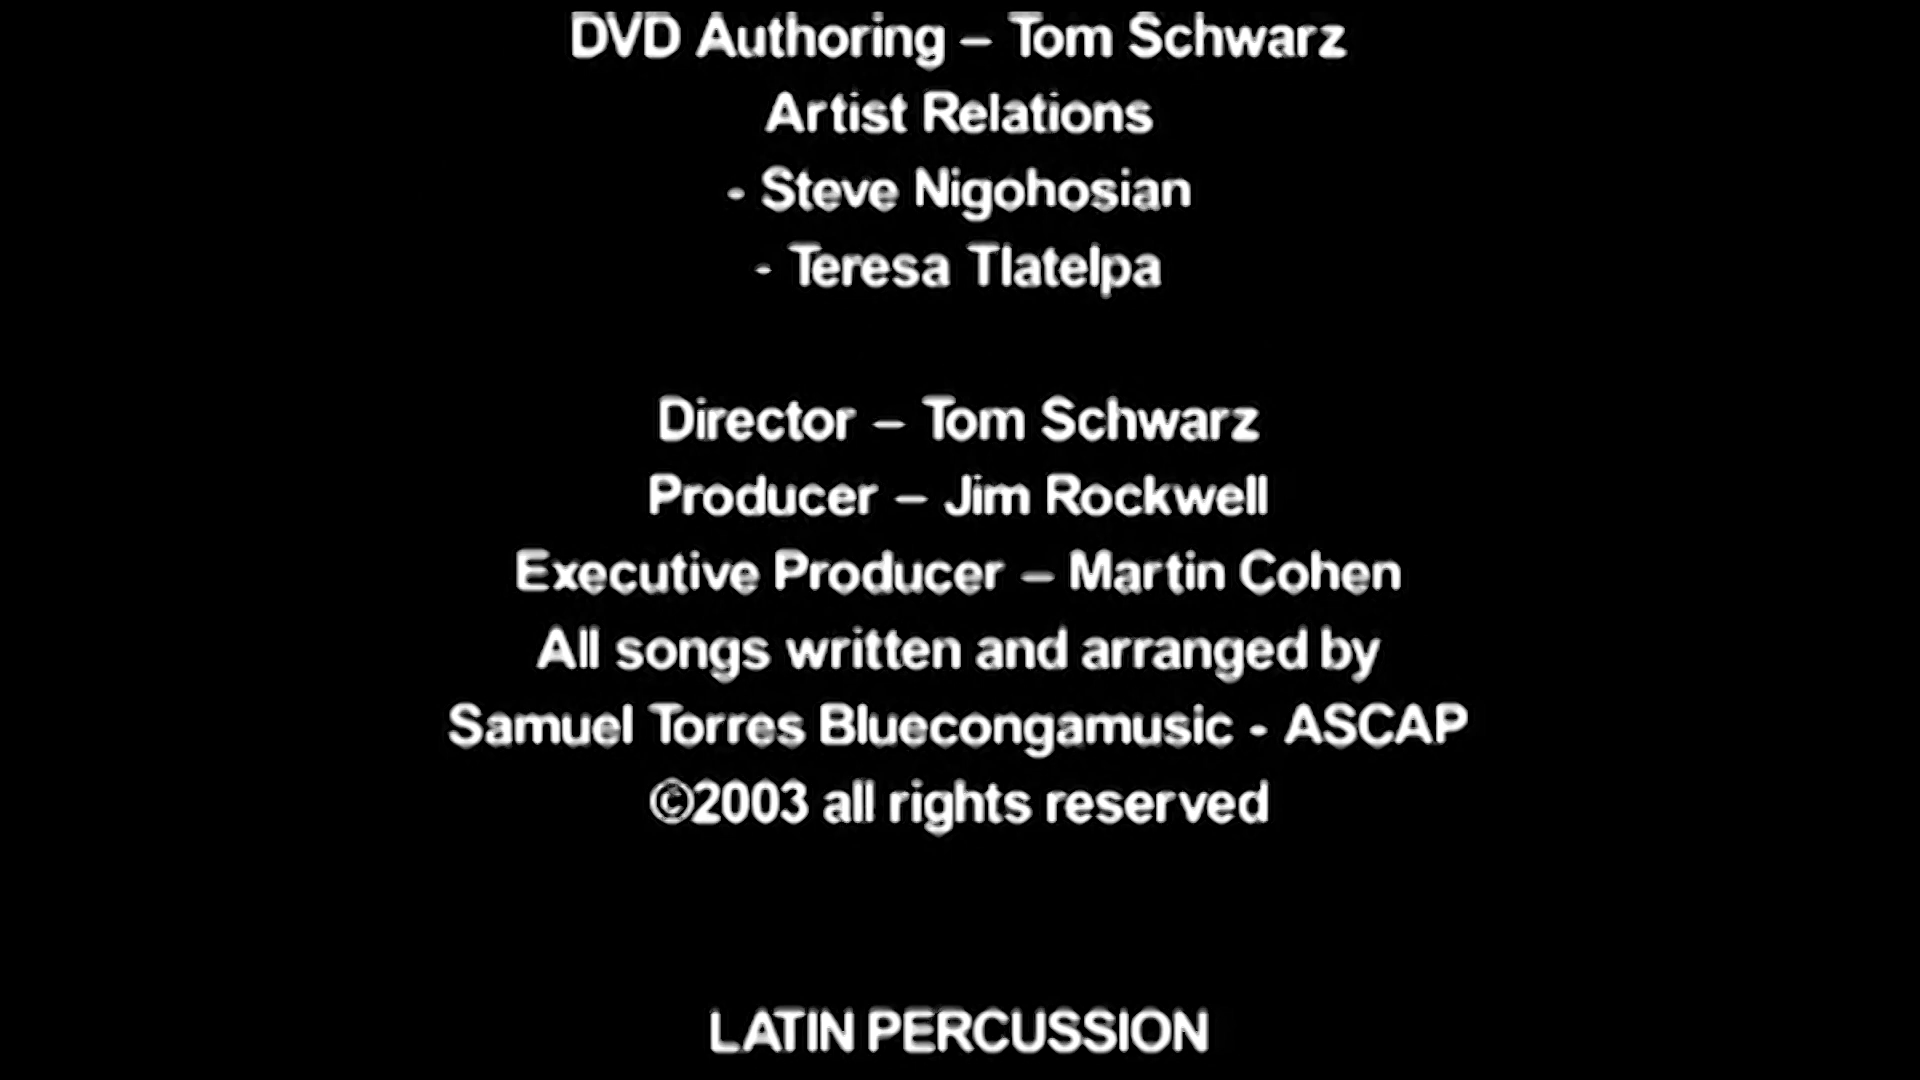 DVD Authoring – Tom Schwarz
Artist Relations
- Steve Nigohosian
- Teresa Tlatelpa
Director – Tom Schwarz
Producer – Jim Rockwell
Executive Producer – Martin Cohen
All songs written and arranged by
Samuel Torres Bluecongamusic - ASCAP
©2003 all rights reserved
LATIN PERCUSSION